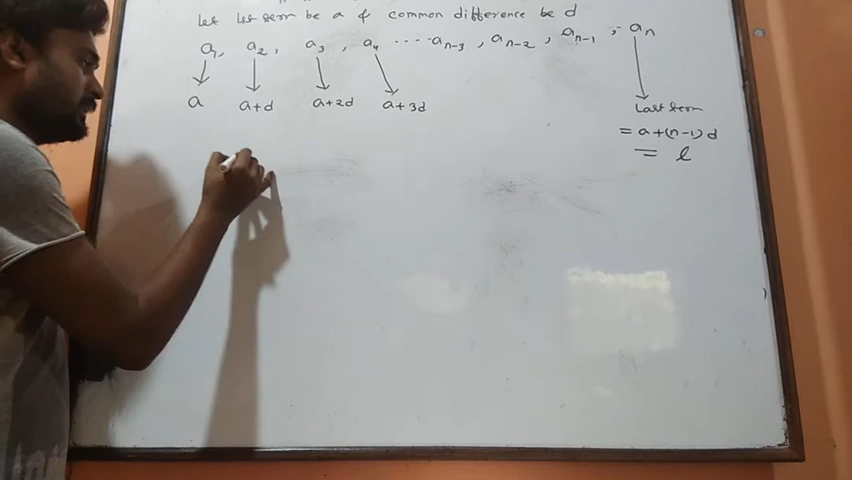 Let 1st term be a & common difference be d
a1, a2, a3, a4 ---- an-3, an-2, an-1, -- an
a a+d a+2d a+3d Last term
= a+(n-1)d
= l